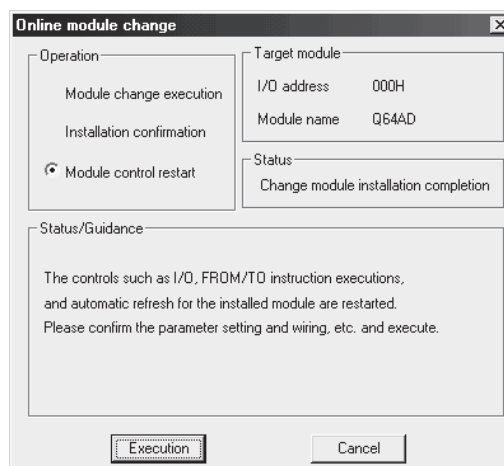 Online module change
Operation
Module change execution
Installation confirmation
Module control restart
Target module
I/O address 000H
Module name Q64AD
Status
Change module installation completion
Status/Guidance
The controls such as I/O, FROM/TO instruction executions,
and automatic refresh for the installed module are restarted.
Please confirm the parameter setting and wiring, etc. and execute.
Execution Cancel